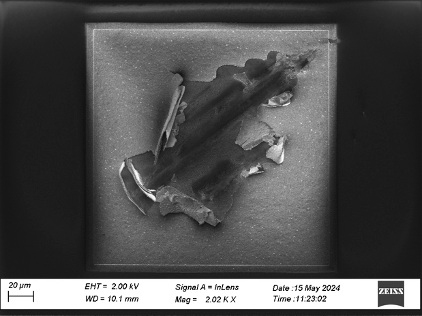 20 µm
EHT = 2.00 kV Signal A = InLens Date :15 May 2024
WD = 10.1 mm Mag = 2.02 K X Time :11:23:02
ZEISS